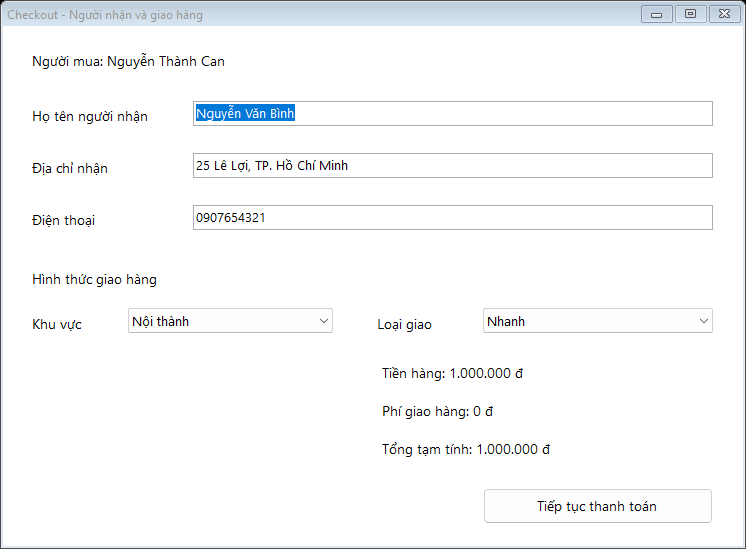 Checkout - Người nhận và giao hàng
Người mua: Nguyễn Thành Can
Họ tên người nhận Nguyễn Văn Bình
Địa chỉ nhận 25 Lê Lợi, TP. Hồ Chí Minh
Điện thoại 0907654321
Hình thức giao hàng
Khu vực Nội thành Loại giao Nhanh
Tiền hàng: 1.000.000 đ
Phí giao hàng: 0 đ
Tổng tạm tính: 1.000.000 đ
Tiếp tục thanh toán